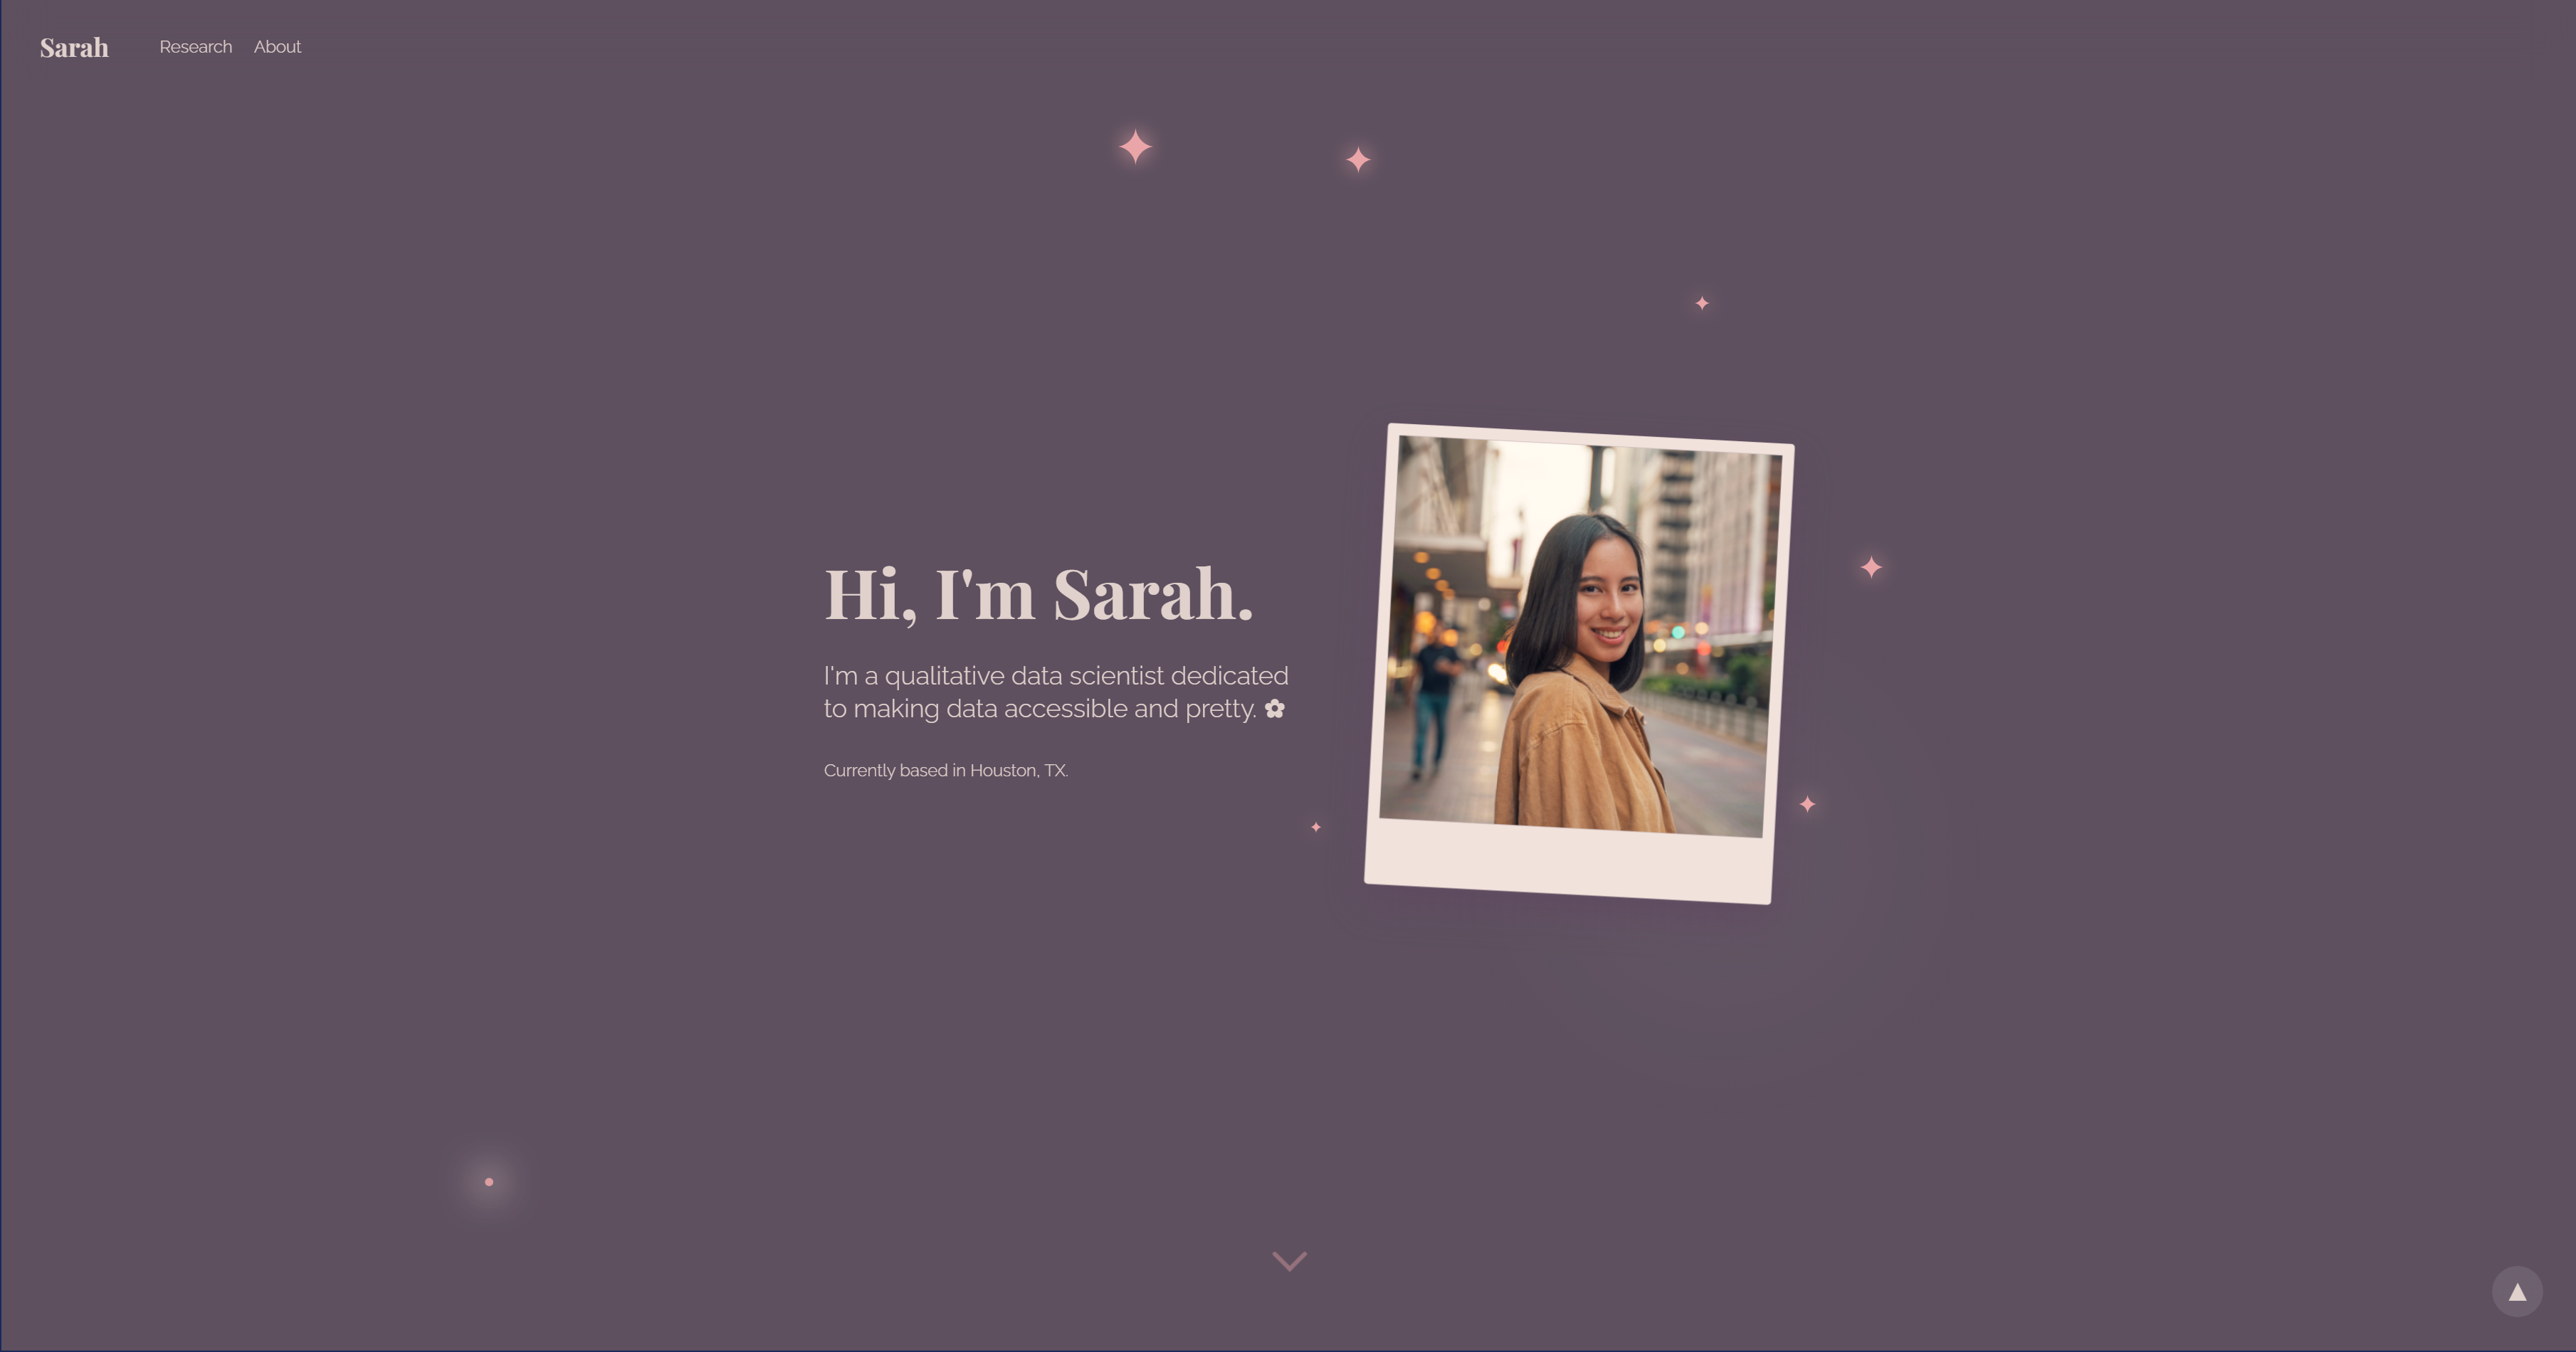 Sarah
Research
About
Hi, I'm Sarah.
I'm a qualitative data scientist dedicated
to making data accessible and pretty. ✿
Currently based in Houston, TX.